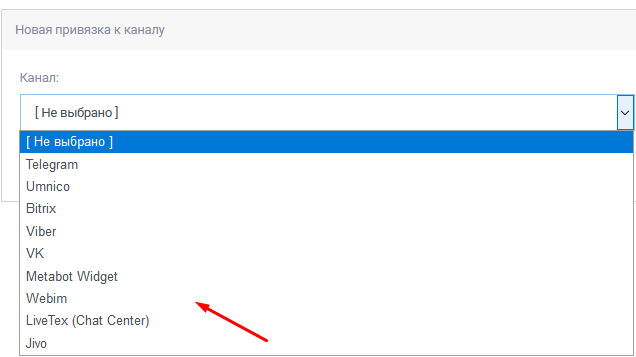 Новая привязка к каналу
Канал:
[ Не выбрано ]
[ Не выбрано ]
Telegram
Umnico
Bitrix
Viber
VK
Metabot Widget
Webim
LiveTex (Chat Center)
Jivo